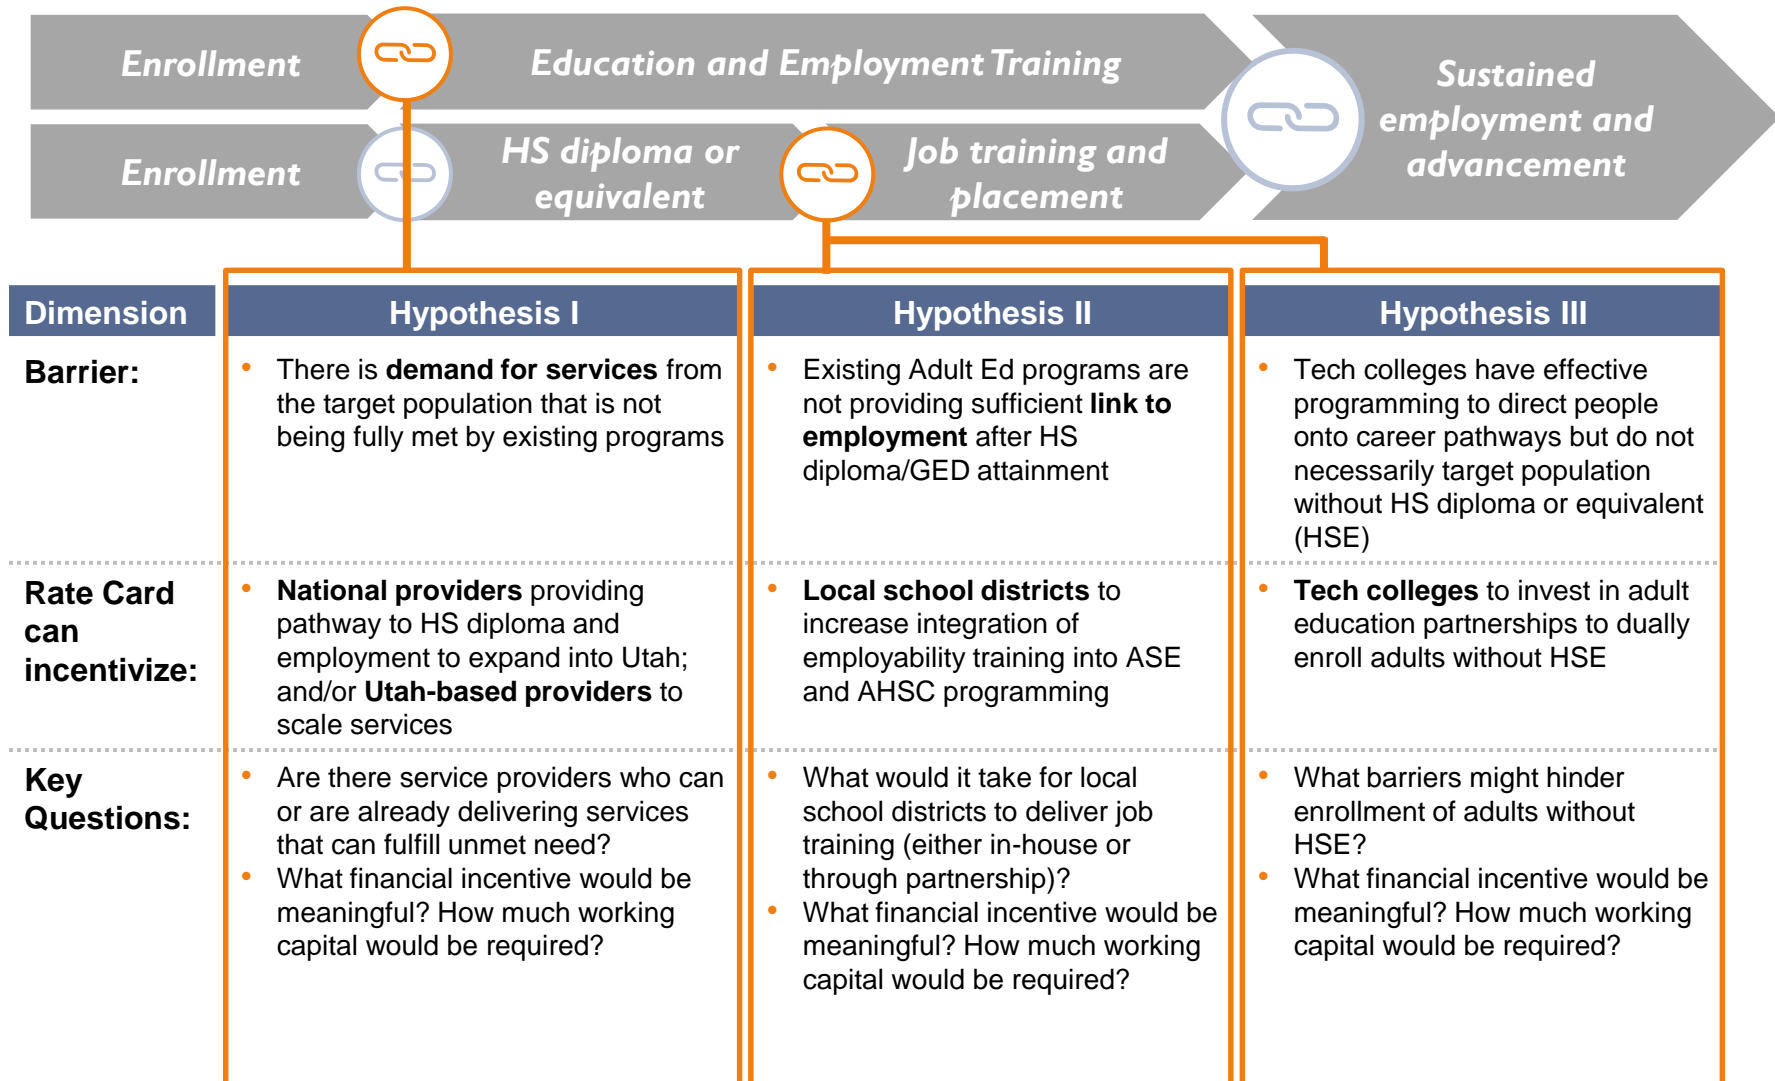 Enrollment
Education and Employment Training
Sustained
employment and
advancement
Enrollment
HS diploma or
equivalent
Job training and
placement
Dimension
Hypothesis I
Hypothesis II
Hypothesis III
Barrier:
• There is demand for services from
the target population that is not
being fully met by existing programs
• Existing Adult Ed programs are
not providing sufficient link to
employment after HS
diploma/GED attainment
• Tech colleges have effective
programming to direct people
onto career pathways but do not
necessarily target population
without HS diploma or equivalent
(HSE)
Rate Card
can
incentivize:
• National providers providing
pathway to HS diploma and
employment to expand into Utah;
and/or Utah-based providers to
scale services
• Local school districts to
increase integration of
employability training into ASE
and AHSC programming
• Tech colleges to invest in adult
education partnerships to dually
enroll adults without HSE
Key
Questions:
• Are there service providers who can
or are already delivering services
that can fulfill unmet need?
• What financial incentive would be
meaningful? How much working
capital would be required?
• What would it take for local
school districts to deliver job
training (either in-house or
through partnership)?
• What financial incentive would be
meaningful? How much working
capital would be required?
• What barriers might hinder
enrollment of adults without
HSE?
• What financial incentive would be
meaningful? How much working
capital would be required?